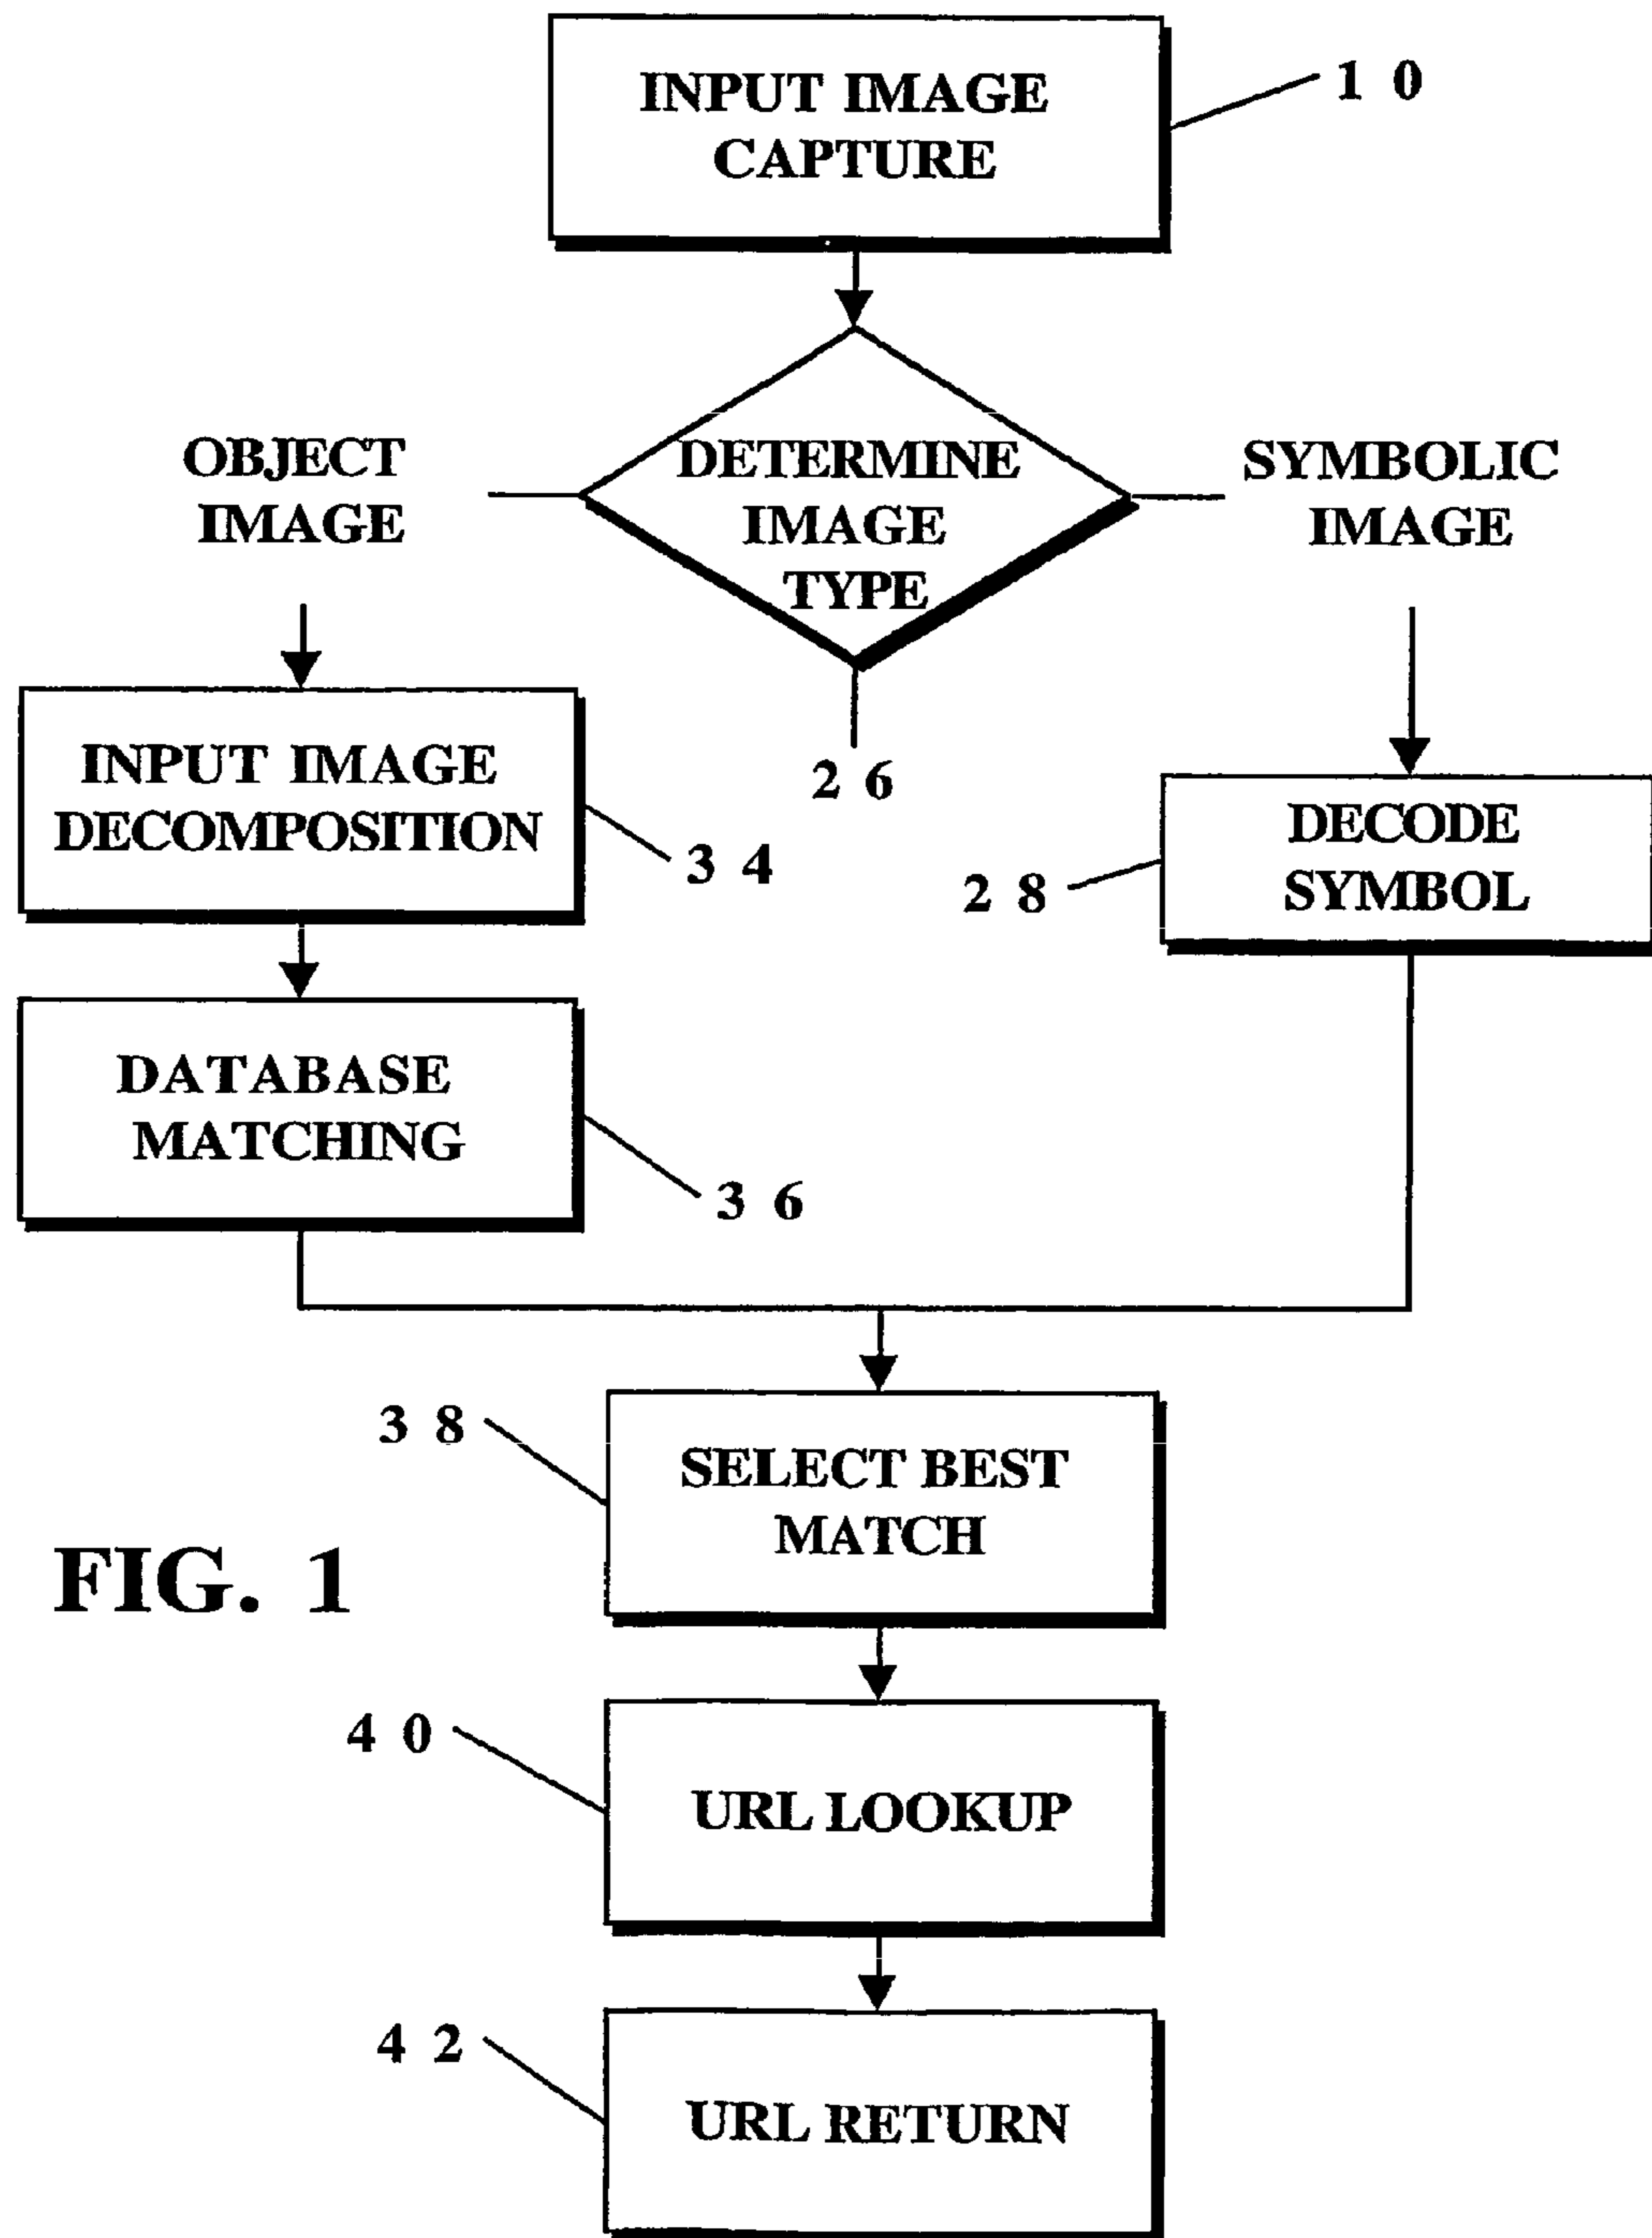 INPUT IMAGE
CAPTURE
1 0
OBJECT
IMAGE
DETERMINE
IMAGE
TYPE
SYMBOLIC
IMAGE
2 6
INPUT IMAGE
DECOMPOSITION
3 4
2 8
DECODE
SYMBOL
DATABASE
MATCHING
3 6
3 8
SELECT BEST
MATCH
FIG. 1
4 0
URL LOOKUP
4 2
URL RETURN